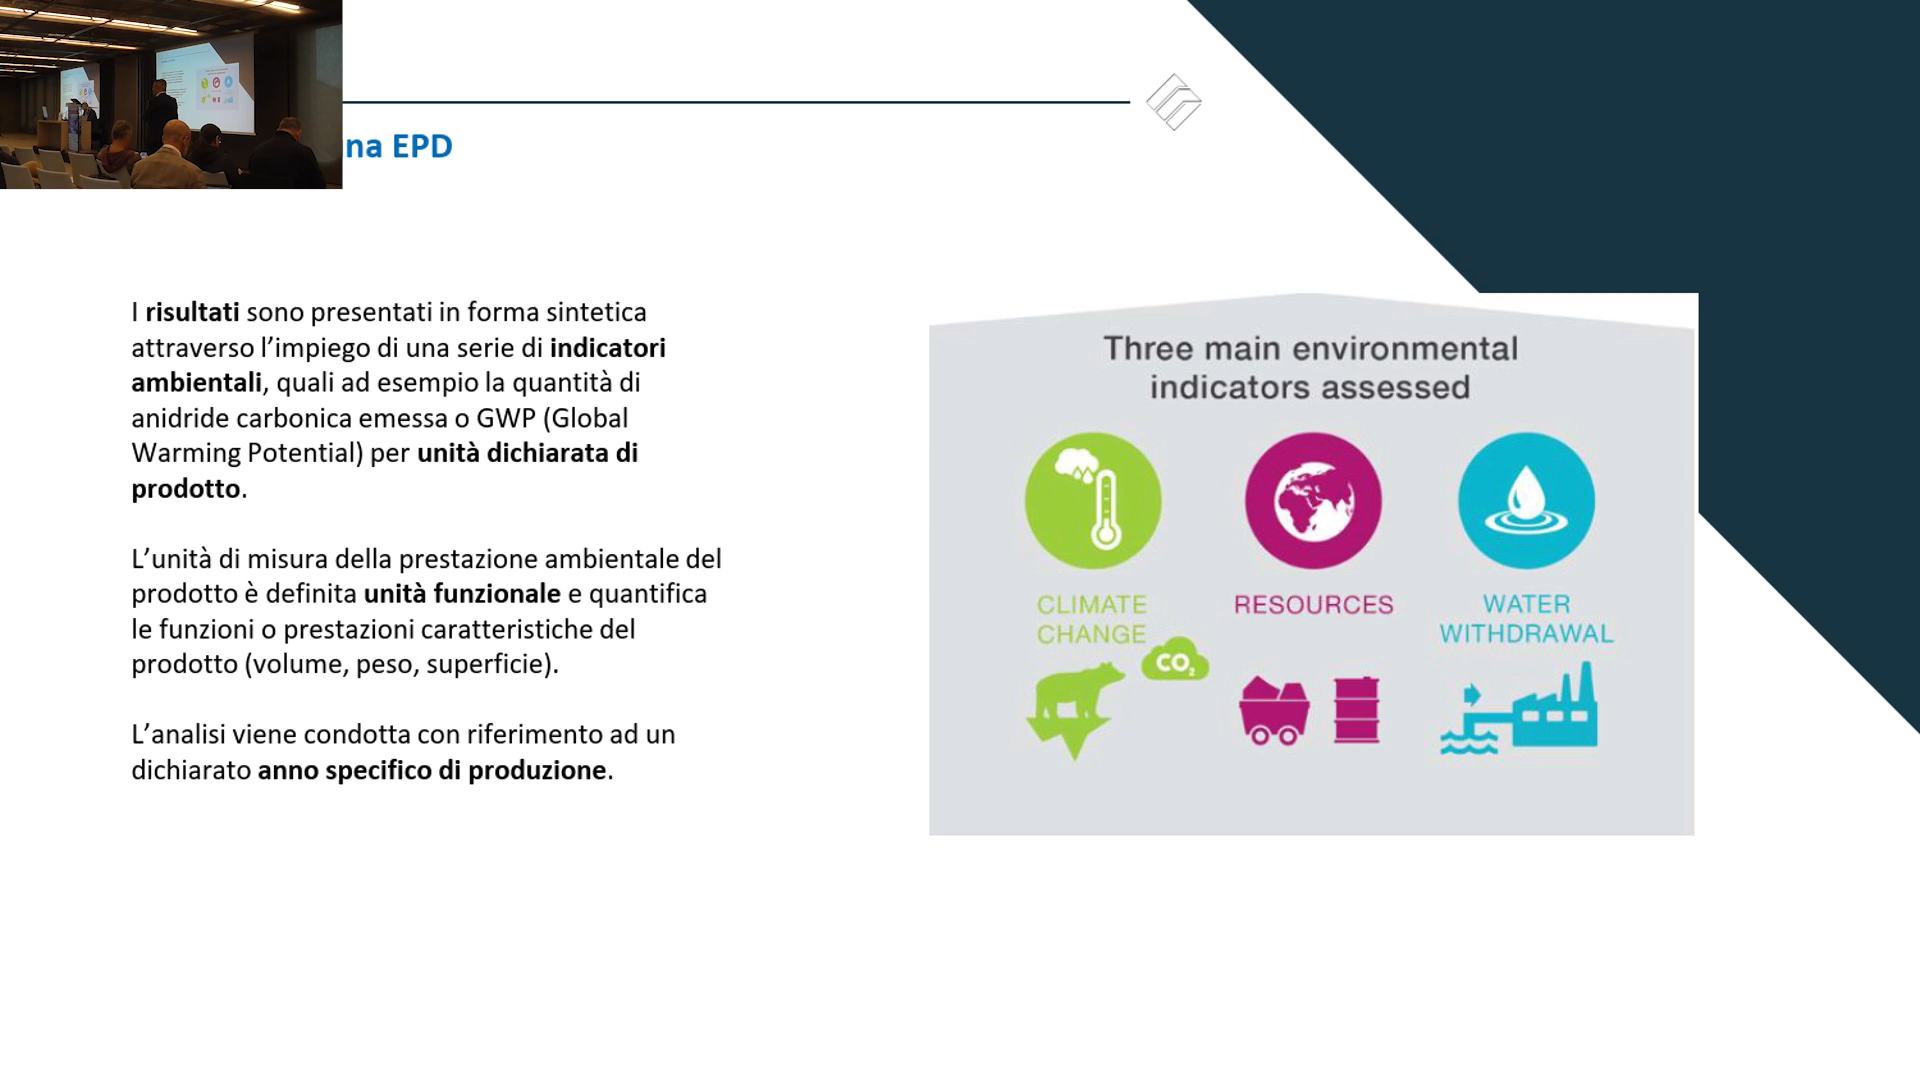 na EPD
I risultati sono presentati in forma sintetica
attraverso l’impiego di una serie di indicatori
ambientali, quali ad esempio la quantità di
anidride carbonica emessa o GWP (Global
Warming Potential) per unità dichiarata di
prodotto.
L’unità di misura della prestazione ambientale del
prodotto è definita unità funzionale e quantifica
le funzioni o prestazioni caratteristiche del
prodotto (volume, peso, superficie).
L’analisi viene condotta con riferimento ad un
dichiarato anno specifico di produzione.
Three main environmental
indicators assessed
CLIMATE
CHANGE
CO₂
RESOURCES
WATER
WITHDRAWAL